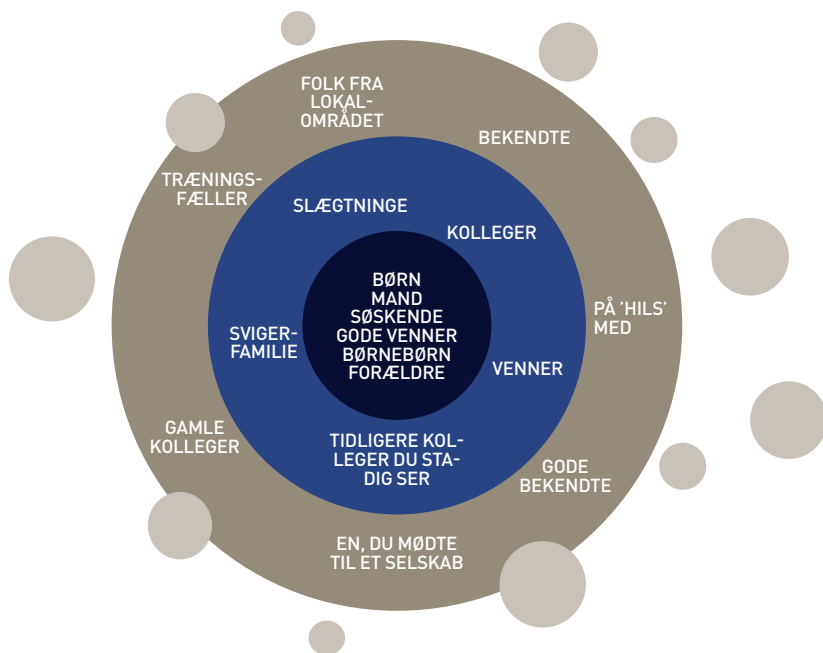 FOLK FRA
LOKAL-
OMRÅDET
BEKENDTE
TRÆNINGS-
FÆLLER
SLÆGTNINGE
KOLLEGER
BØRN
MAND
SØSKENDE
GODE VENNER
BØRNEBØRN
FORÆLDRE
PÅ 'HILS'
MED
SVIGER-
FAMILIE
VENNER
GAMLE
KOLLEGER
TIDLIGERE KOL-
LEGER DU STA-
DIG SER
GODE
BEKENDTE
EN, DU MØDTE
TIL ET SELSKAB